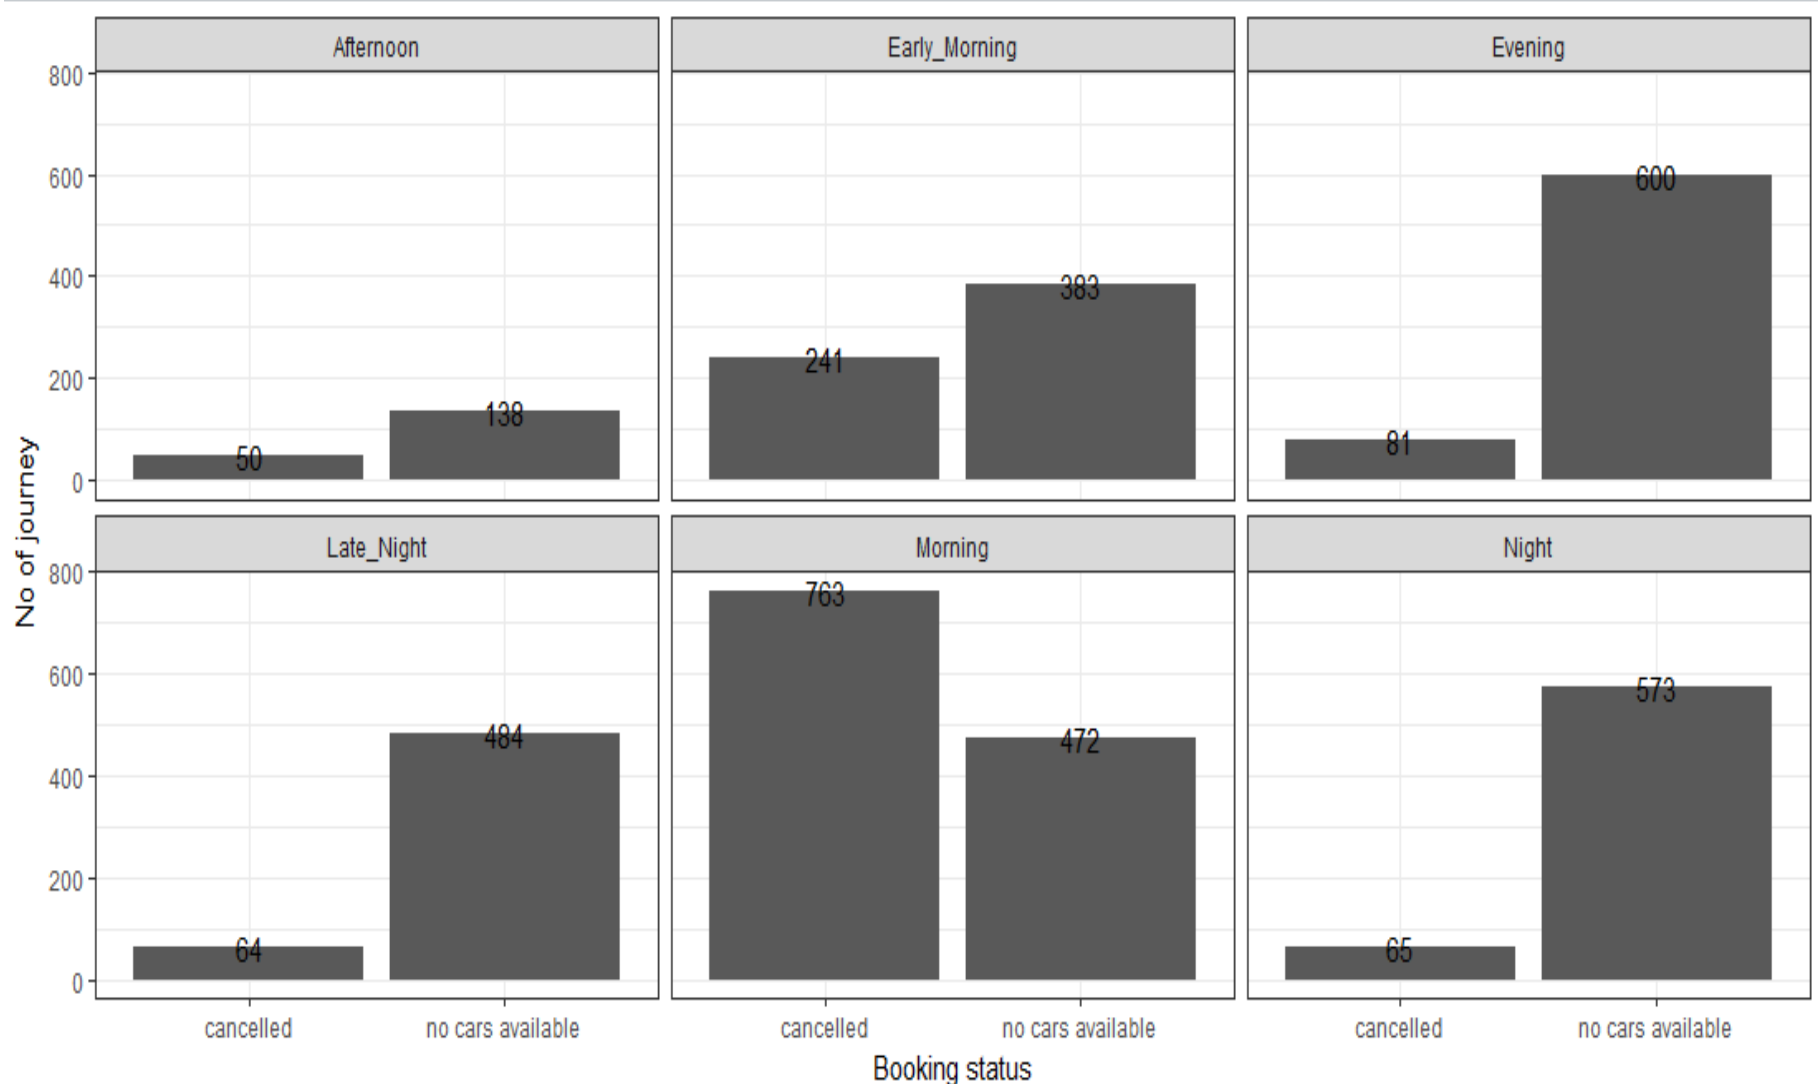 Afternoon
Early_Morning
Evening
800
600
400
200
0
50
138
241
383
81
600
Late_Night
Morning
Night
800
600
400
200
0
64
484
763
472
65
573
cancelled
no cars available
cancelled
no cars available
cancelled
no cars available
Booking status
No of journey